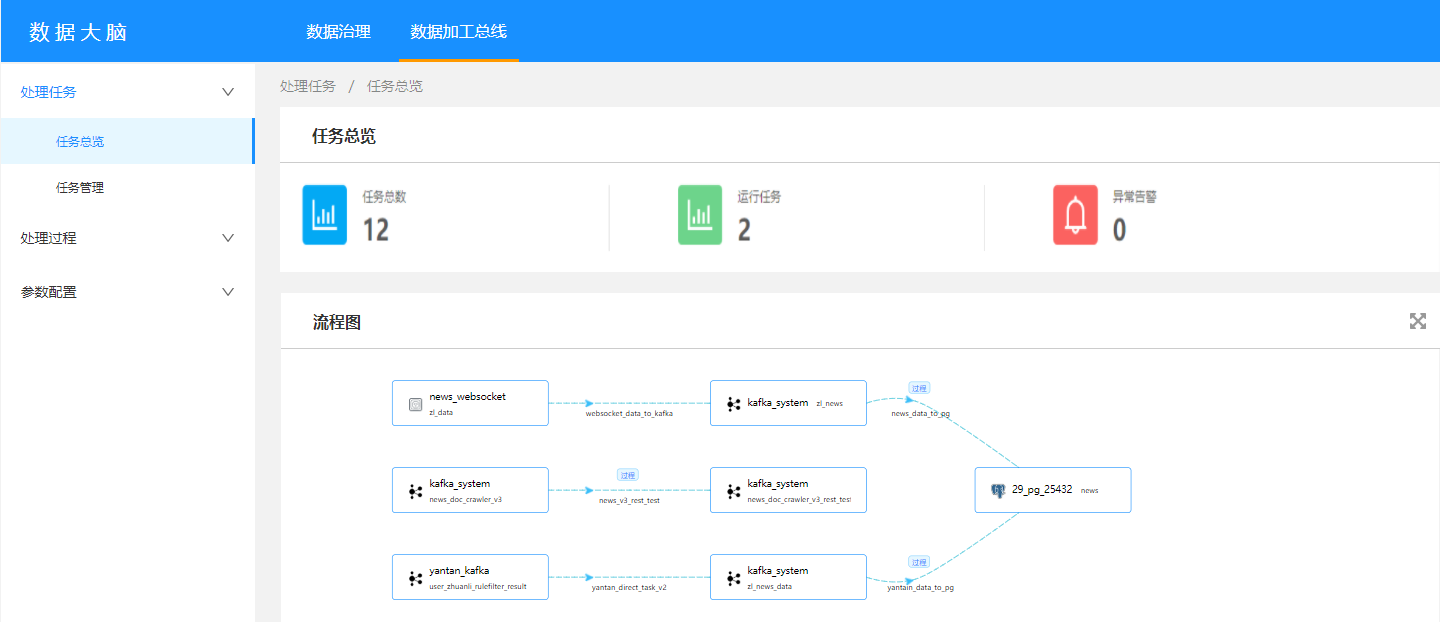 数据大脑
数据治理
数据加工总线
处理任务
任务总览
任务管理
处理过程
参数配置
处理任务 / 任务总览
任务总览
任务总数
12
运行任务
2
异常告警
0
流程图
news_websocket
zl_data
websocket_data_to_kafka
kafka_system zl_news
过程
news_data_to_pg
kafka_system
news_doc_crawler_v3
过程
news_v3_rest_test
kafka_system
news_doc_crawler_v3_rest_test
29_pg_25432 news
yantan_kafka
user_zhuanli_rulefilter_result
yantan_direct_task_v2
kafka_system
zl_news_data
过程
yantain_data_to_pg